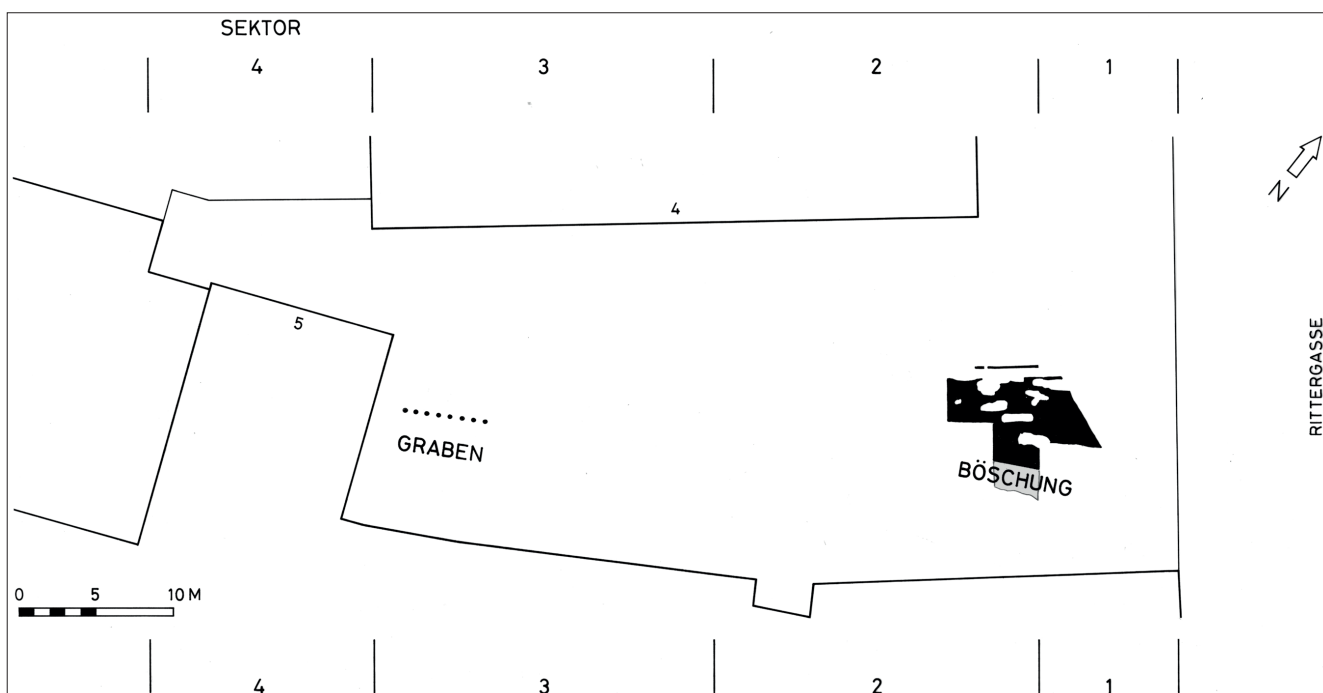 SEKTOR
4 3 2 1
N
4
5
RITTERGASSE
GRABEN
BÖSCHUNG
0 5 10 M
4 3 2 1